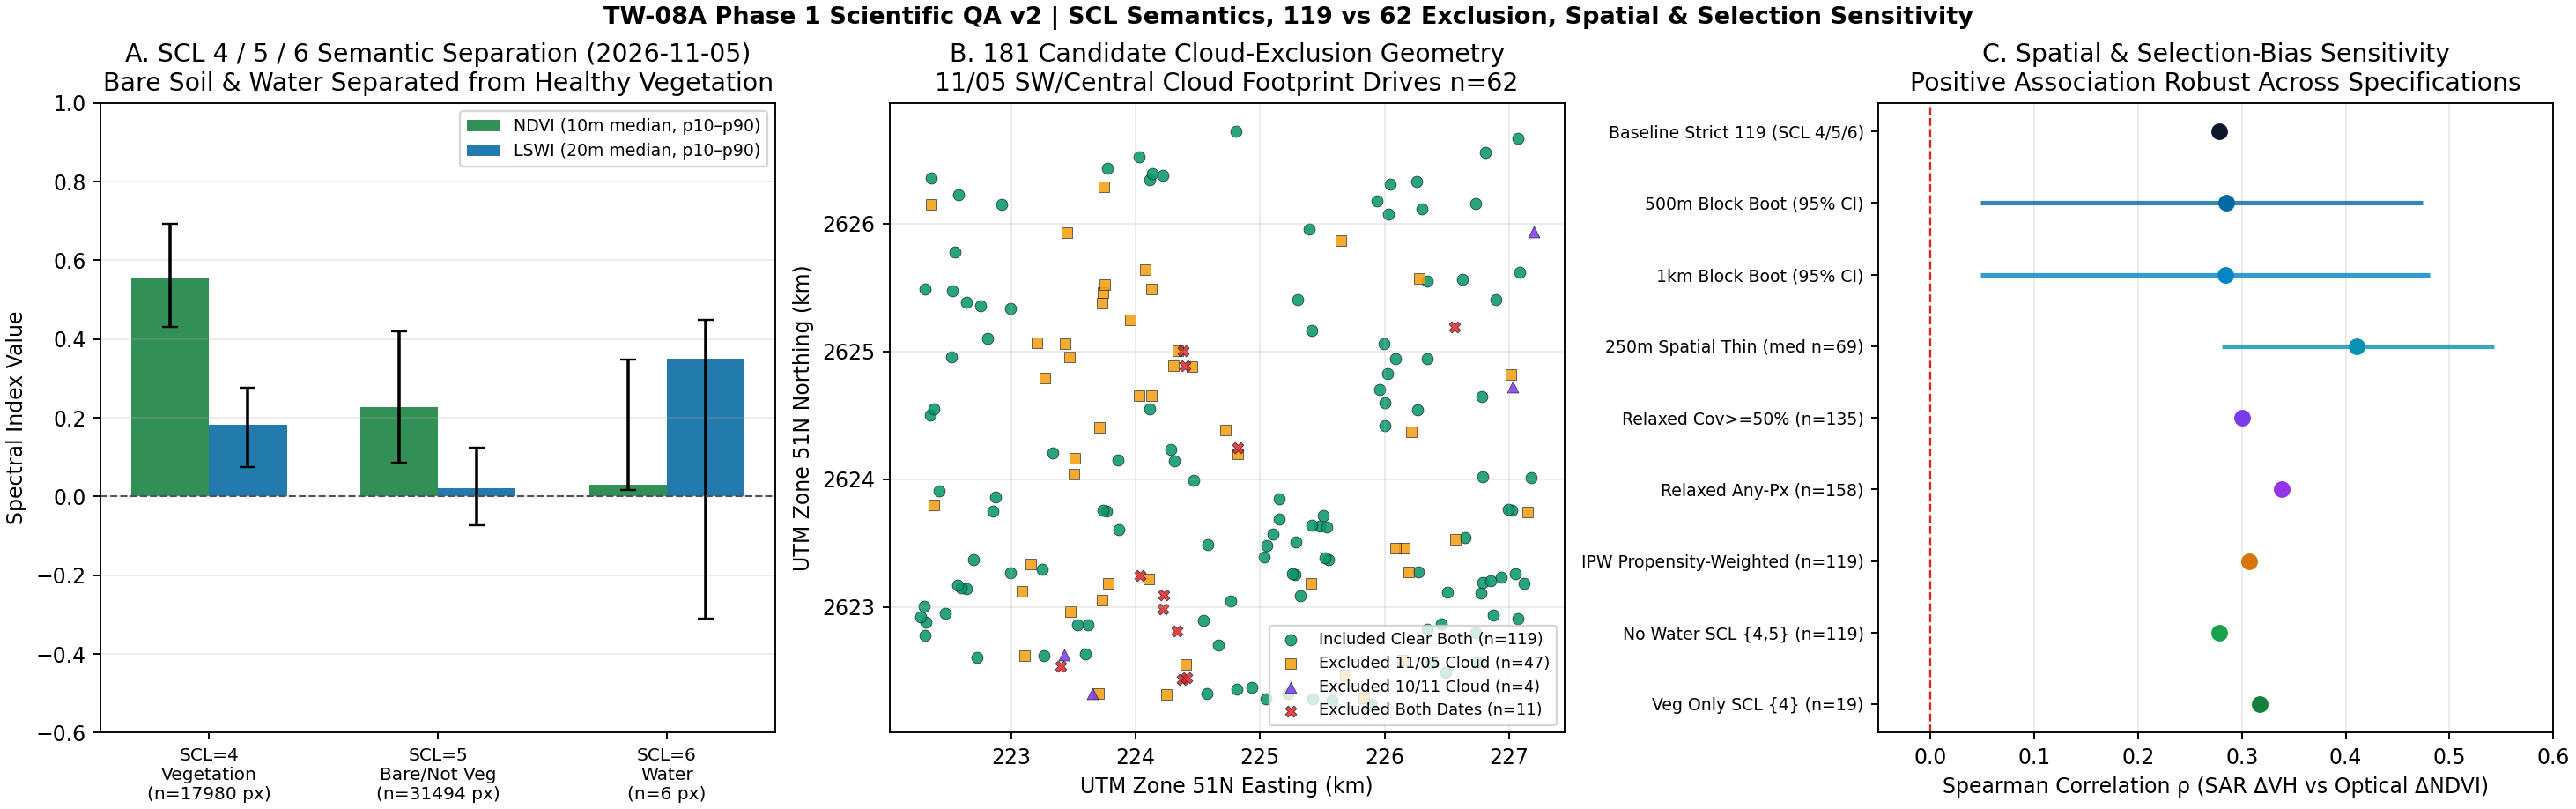 TW-08A Phase 1 Scientific QA v2 | SCL Semantics, 119 vs 62 Exclusion, Spatial & Selection Sensitivity
A. SCL 4 / 5 / 6 Semantic Separation (2026-11-05)
Bare Soil & Water Separated from Healthy Vegetation
NDVI (10m median, p10–p90)
LSWI (20m median, p10–p90)
Spectral Index Value
1.0
0.8
0.6
0.4
0.2
0.0
−0.2
−0.4
−0.6
SCL=4
Vegetation
(n=17980 px)
SCL=5
Bare/Not Veg
(n=31494 px)
SCL=6
Water
(n=6 px)
B. 181 Candidate Cloud-Exclusion Geometry
11/05 SW/Central Cloud Footprint Drives n=62
UTM Zone 51N Northing (km)
2626
2625
2624
2623
Included Clear Both (n=119)
Excluded 11/05 Cloud (n=47)
Excluded 10/11 Cloud (n=4)
Excluded Both Dates (n=11)
223
224
225
226
227
UTM Zone 51N Easting (km)
C. Spatial & Selection-Bias Sensitivity
Positive Association Robust Across Specifications
Baseline Strict 119 (SCL 4/5/6)
500m Block Boot (95% CI)
1km Block Boot (95% CI)
250m Spatial Thin (med n=69)
Relaxed Cov>=50% (n=135)
Relaxed Any-Px (n=158)
IPW Propensity-Weighted (n=119)
No Water SCL {4,5} (n=119)
Veg Only SCL {4} (n=19)
0.0
0.1
0.2
0.3
0.4
0.5
0.6
Spearman Correlation ρ (SAR ΔVH vs Optical ΔNDVI)